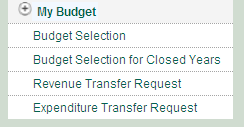 My Budget
Budget Selection
Budget Selection for Closed Years
Revenue Transfer Request
Expenditure Transfer Request